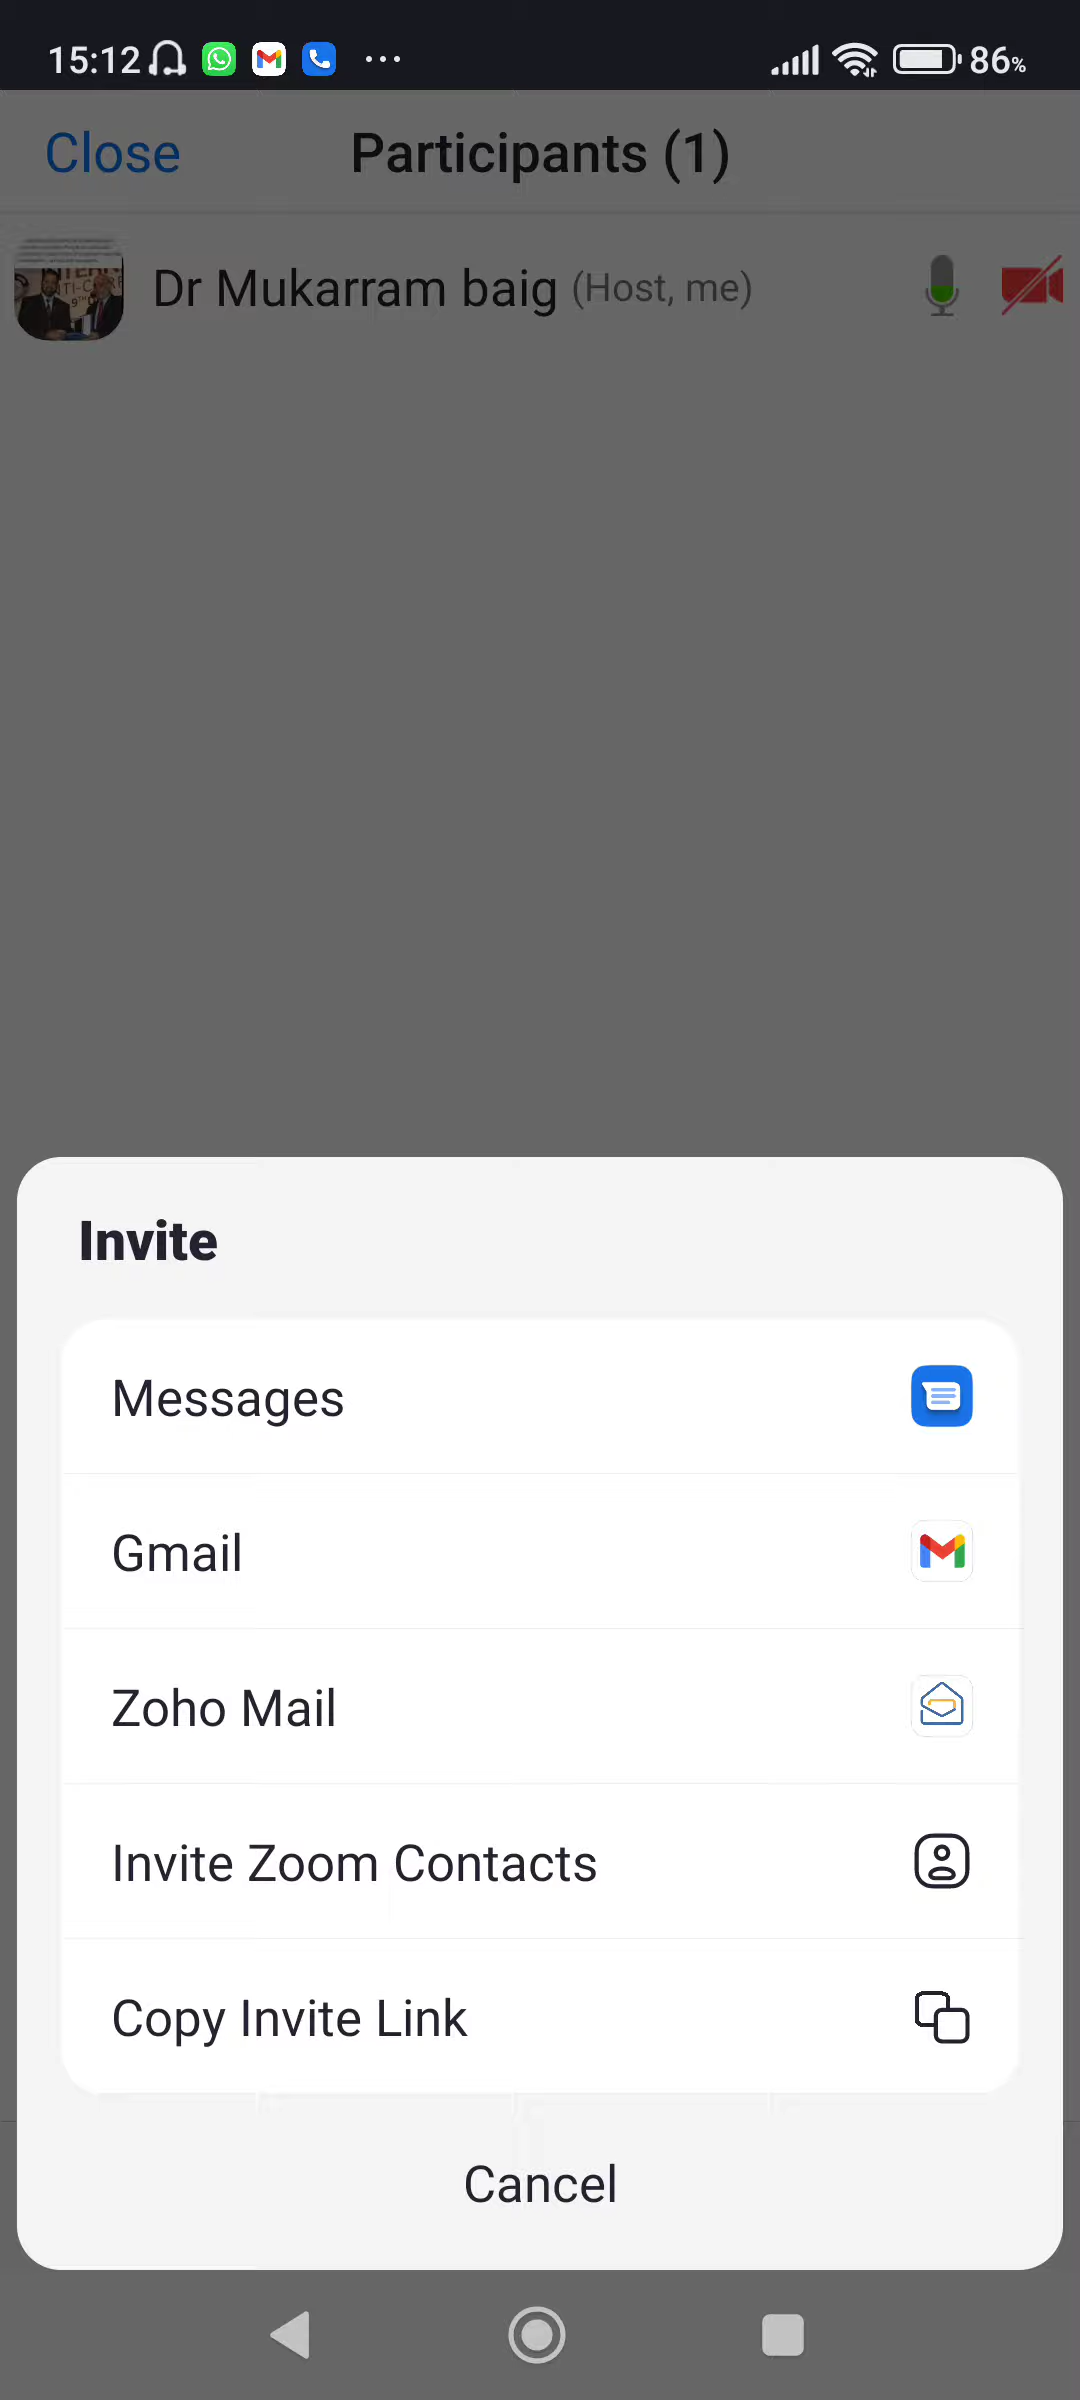 15:12 ... 86%
Close Participants (1)
Dr Mukarram baig (Host, me)
Invite
Messages
Gmail
Zoho Mail
Invite Zoom Contacts
Copy Invite Link
Cancel